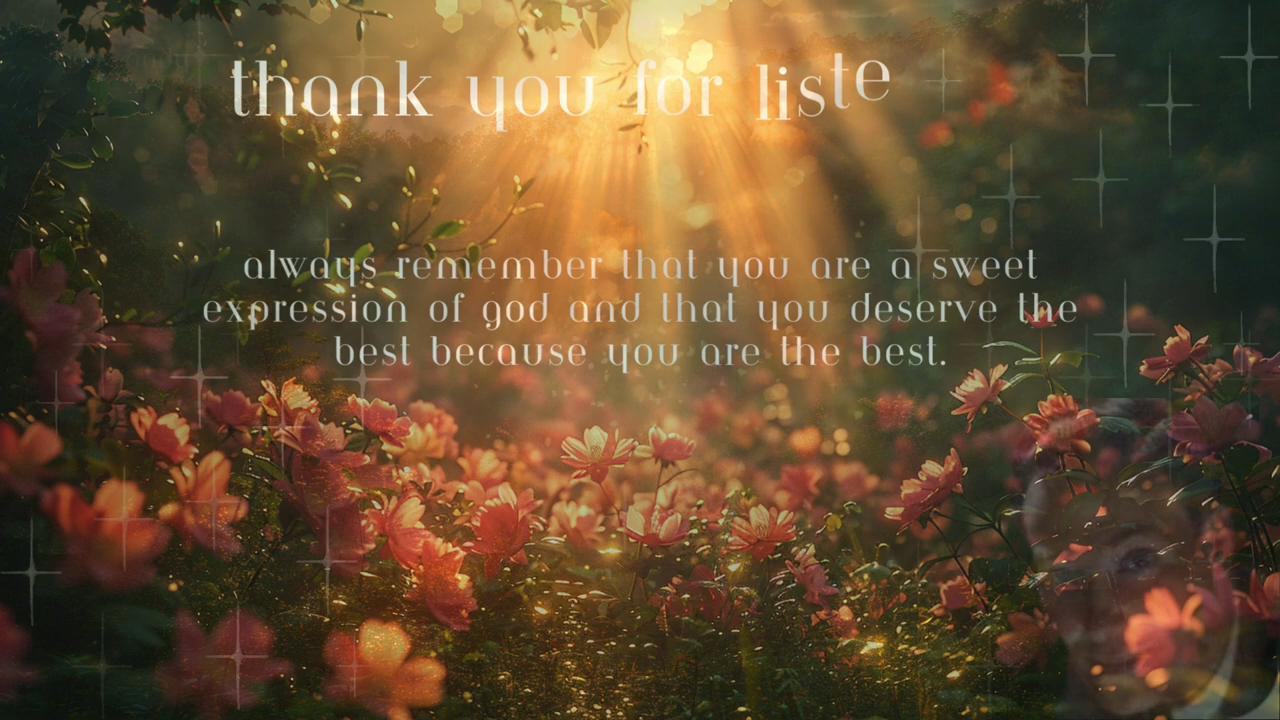 thank you for liste
always remember that you are a sweet
expression of god and that you deserve the
best because you are the best.